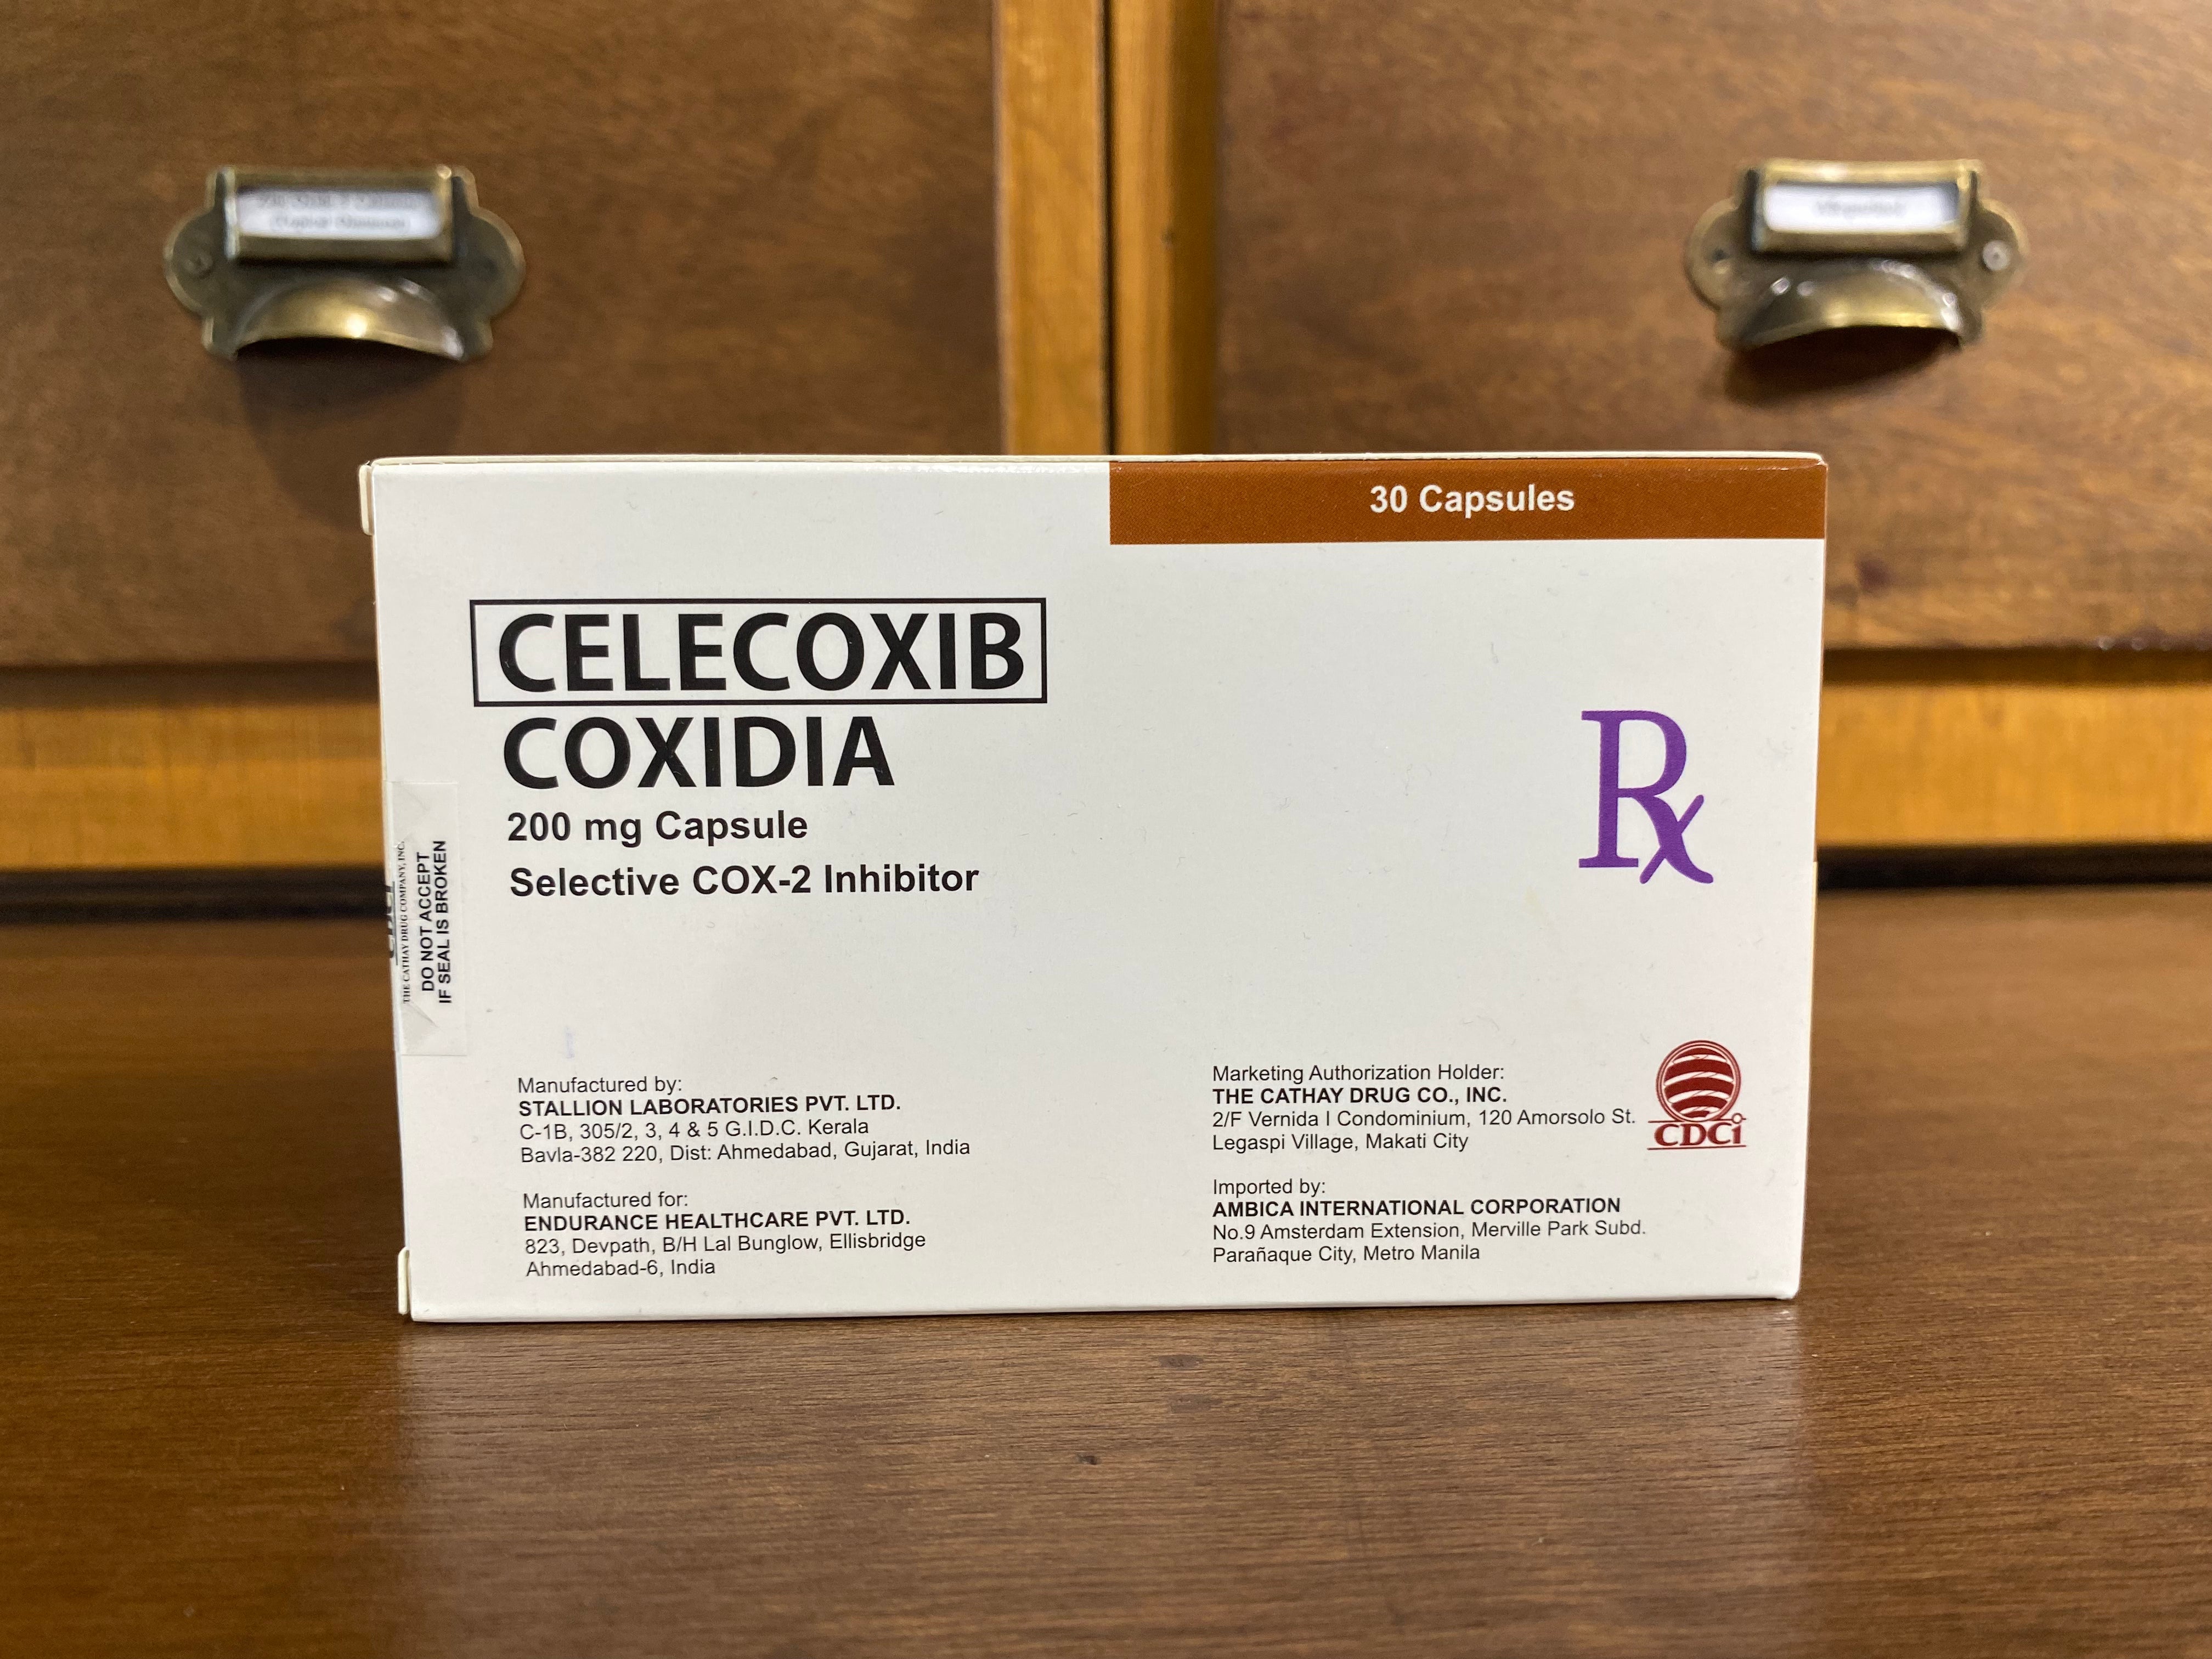 30 Capsules
CELECOXIB
COXIDIA
200 mg Capsule
Selective COX-2 Inhibitor
Rx
THE CATHAY DRUG COMPANY, INC.
DO NOT ACCEPT
IF SEAL IS BROKEN
Manufactured by:
STALLION LABORATORIES PVT. LTD.
C-1B, 305/2, 3, 4 & 5 G.I.D.C. Kerala
Bavla-382 220, Dist: Ahmedabad, Gujarat, India
Manufactured for:
ENDURANCE HEALTHCARE PVT. LTD.
823, Devpath, B/H Lal Bunglow, Ellisbridge
Ahmedabad-6, India
Marketing Authorization Holder:
THE CATHAY DRUG CO., INC.
2/F Vernida I Condominium, 120 Amorsolo St.
Legaspi Village, Makati City
CDCi
Imported by:
AMBICA INTERNATIONAL CORPORATION
No.9 Amsterdam Extension, Merville Park Subd.
Parañaque City, Metro Manila